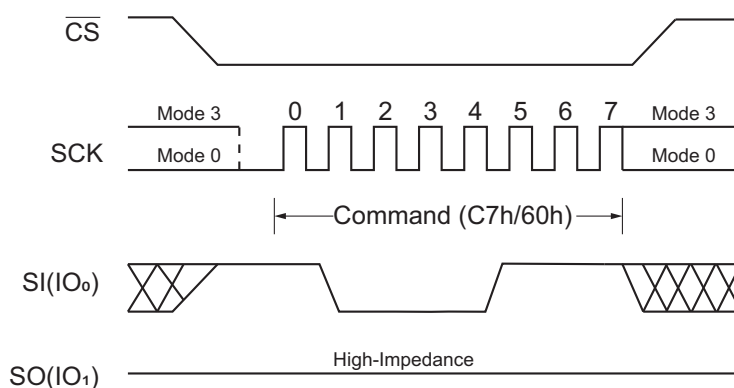 CS
Mode 3 0 1 2 3 4 5 6 7 Mode 3
SCK
Mode 0 Mode 0
Command (C7h/60h)
SI(IO₀)
High-Impedance
SO(IO₁)